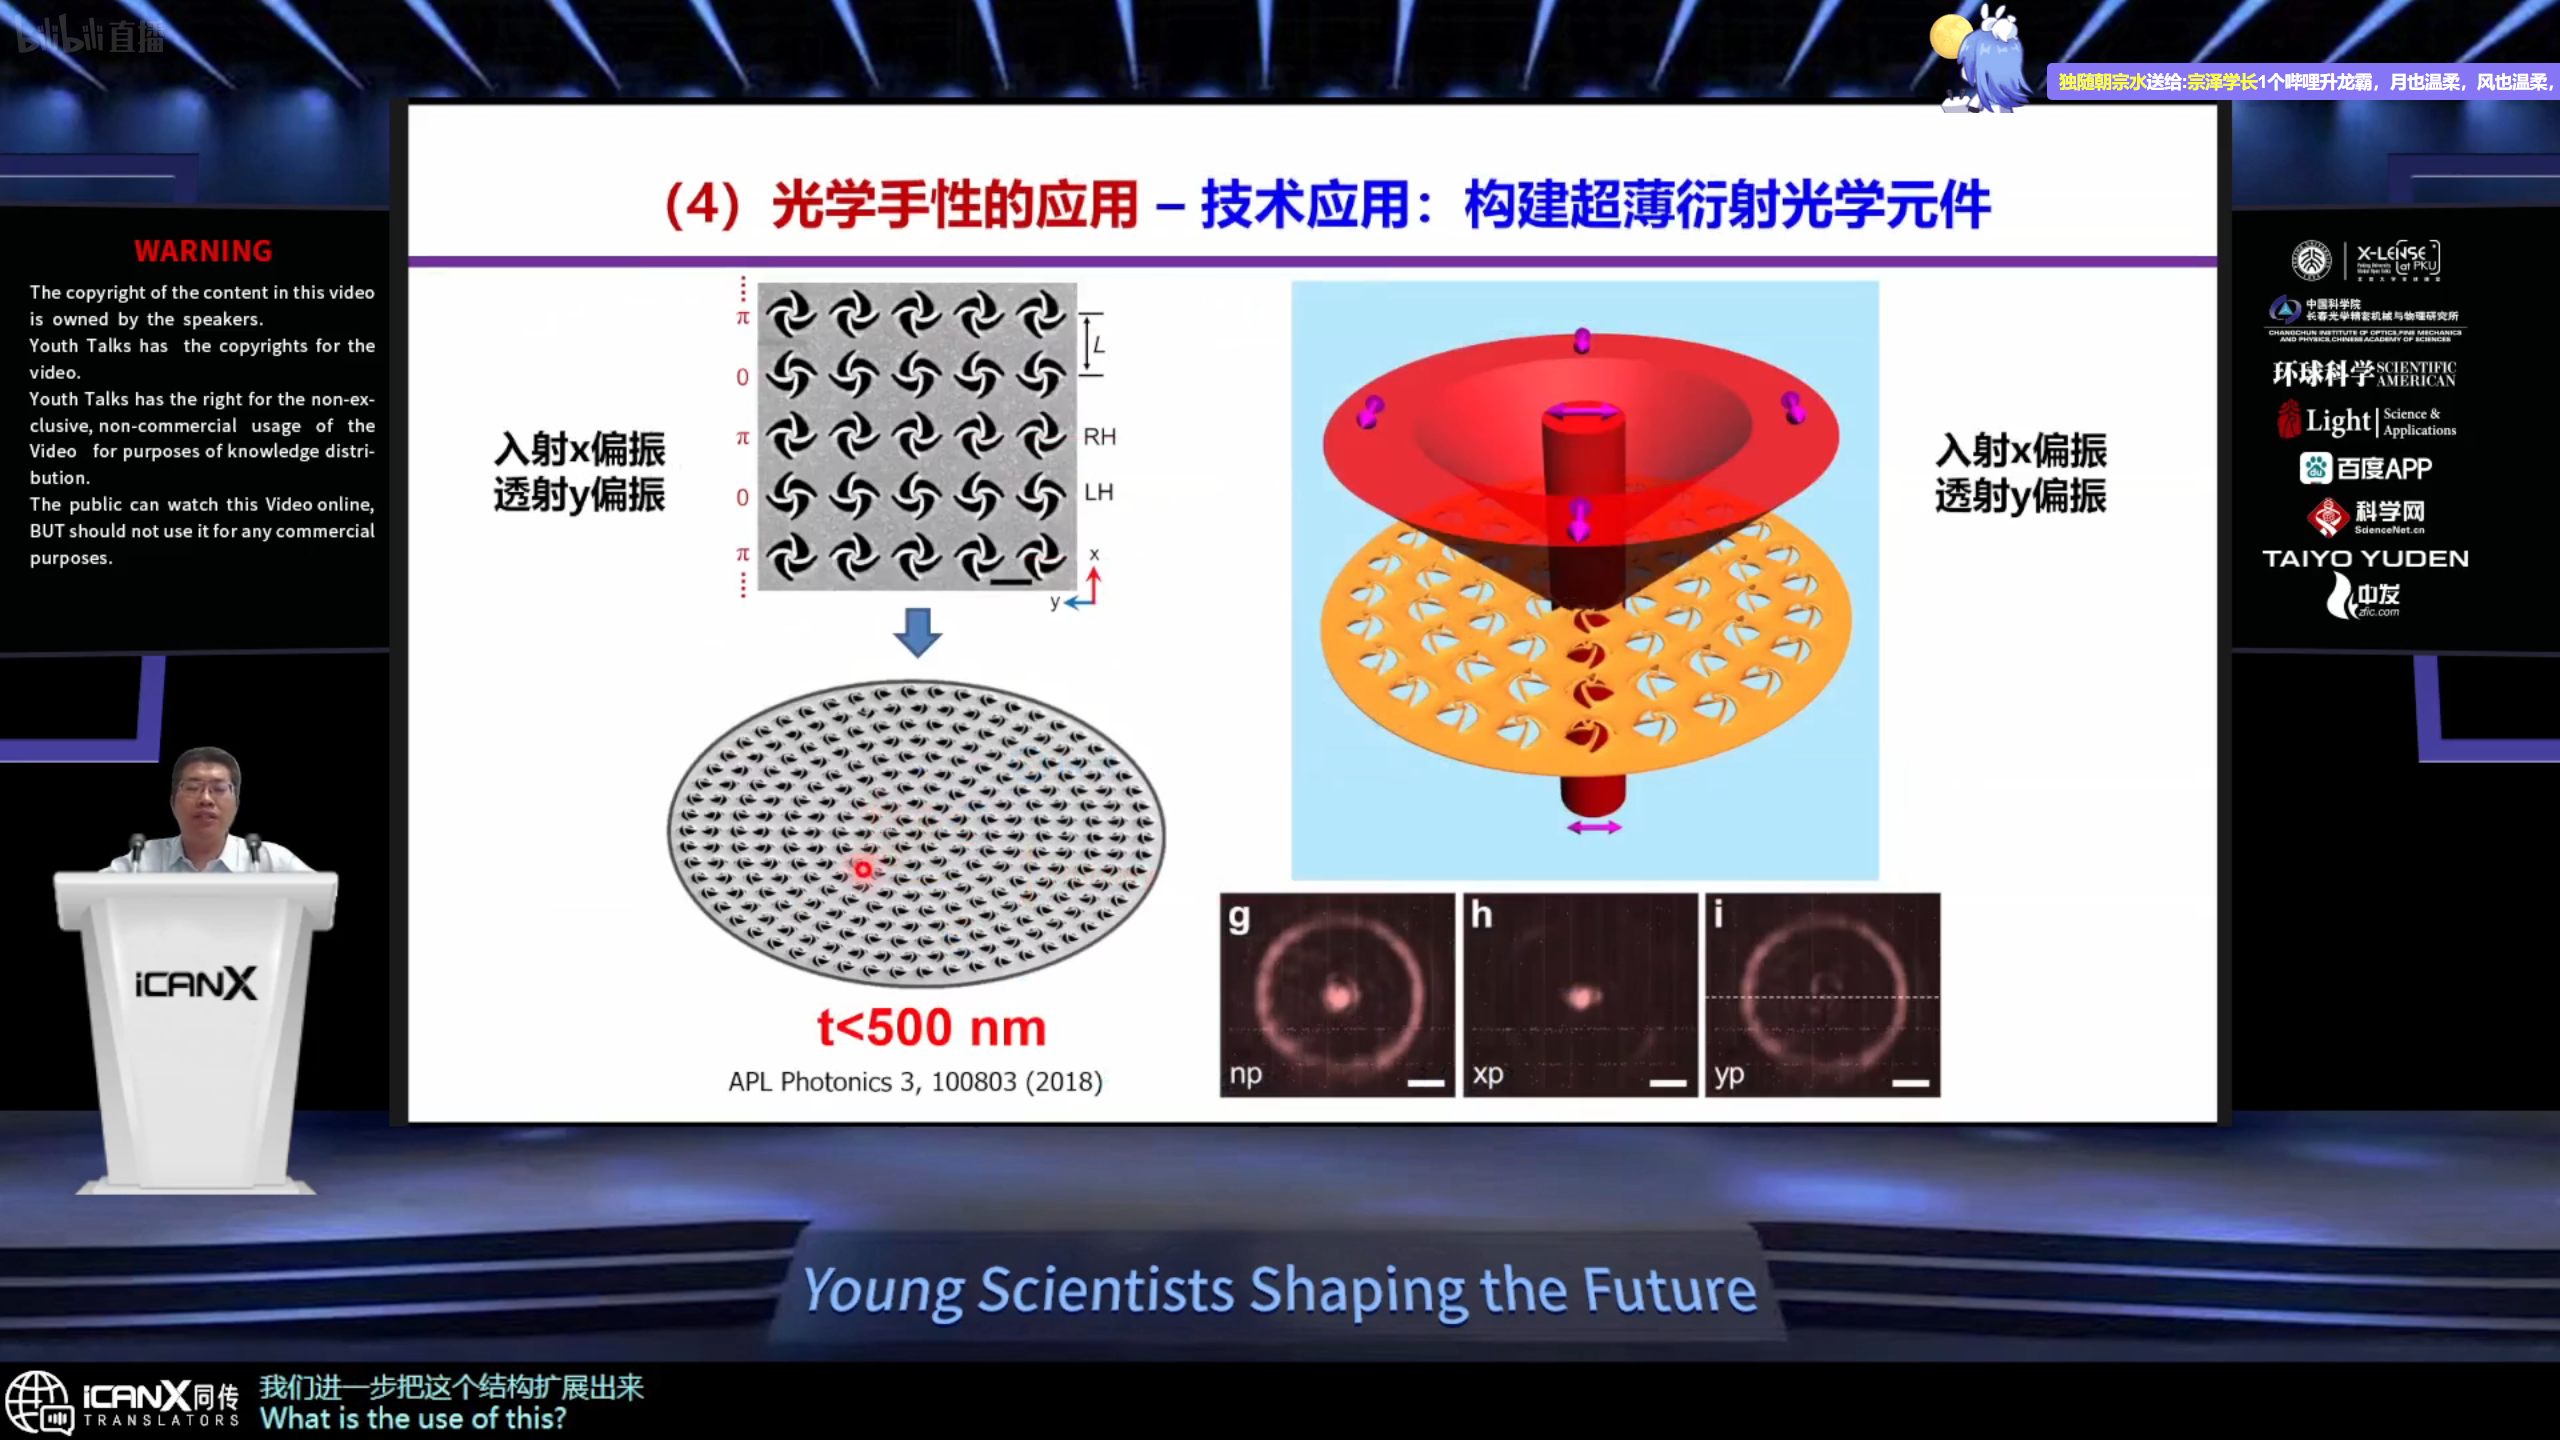 bilibili直播
独随朝宗水送给:宗泽学长1个哔哩升龙霸，月也温柔，风也温柔，
WARNING
The copyright of the content in this video
is owned by the speakers.
Youth Talks has the copyrights for the
video.
Youth Talks has the right for the non-ex-
clusive, non-commercial usage of the
Video for purposes of knowledge distri-
bution.
The public can watch this Video online,
BUT should not use it for any commercial
purposes.
（4）光学手性的应用 – 技术应用：构建超薄衍射光学元件
入射x偏振
透射y偏振
π
0
π
0
π
L
RH
LH
x
y
t<500 nm
APL Photonics 3, 100803 (2018)
入射x偏振
透射y偏振
g
np
h
xp
i
yp
X-LENSE
at PKU
中国科学院
长春光学精密机械与物理研究所
CHANGCHUN INSTITUTE OF OPTICS,FINE MECHANICS
AND PHYSICS,CHINESE ACADEMY OF SCIENCES
环球科学 SCIENTIFIC AMERICAN
Light Science & Applications
du 百度APP
科学网
ScienceNet.cn
TAIYO YUDEN
中发
zfic.com
iCANX
Young Scientists Shaping the Future
iCANX同传
TRANSLATORS
我们进一步把这个结构扩展出来
What is the use of this?